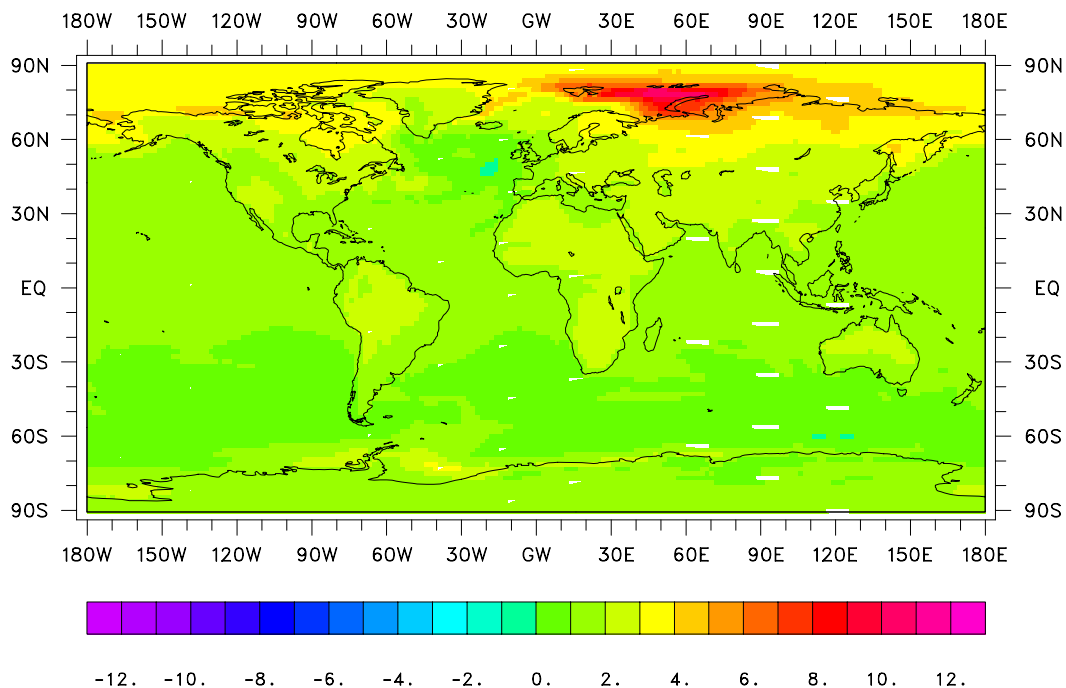 180W 150W 120W 90W 60W 30W GW 30E 60E 90E 120E 150E 180E
90N 90N
60N 60N
30N 30N
EQ EQ
30S 30S
60S 60S
90S 90S
180W 150W 120W 90W 60W 30W GW 30E 60E 90E 120E 150E 180E
-12. -10. -8. -6. -4. -2. 0. 2. 4. 6. 8. 10. 12.